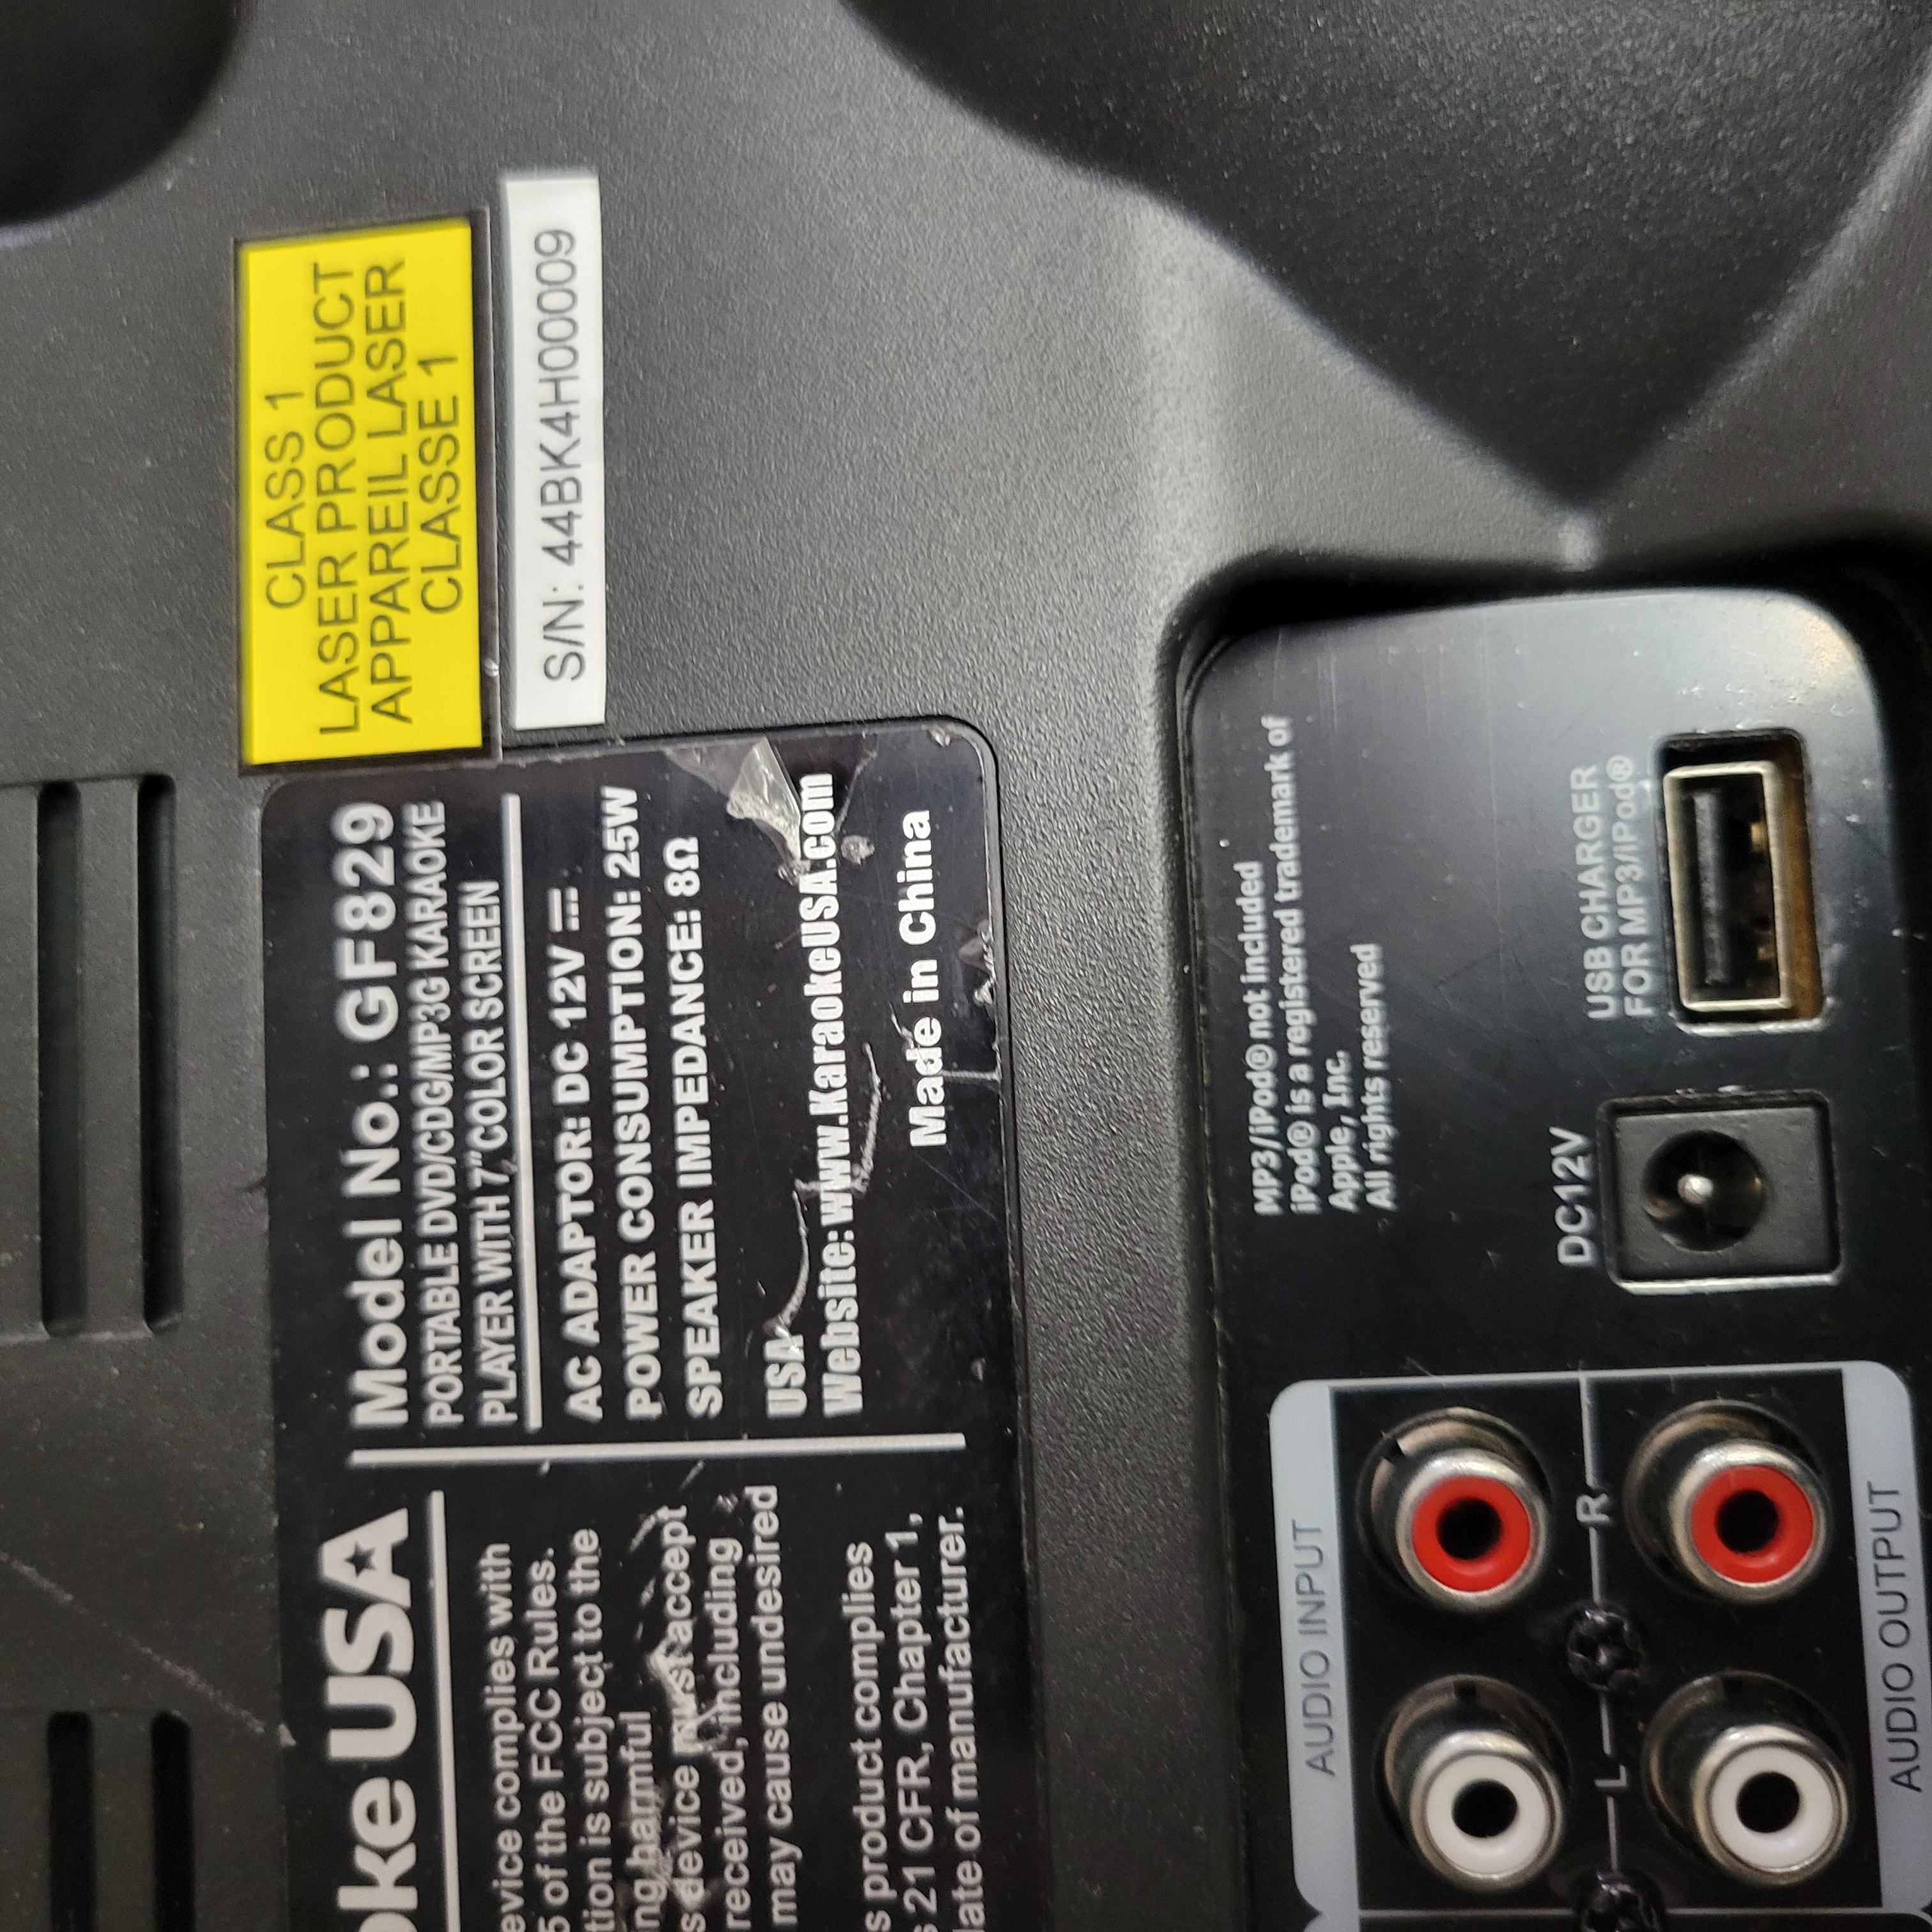 CLASS 1
LASER PRODUCT
APPAREIL LASER
CLASSE 1
S/N: 44BK4H00009
oke USA
evice complies with
5 of the FCC Rules.
tion is subject to the
ng harmful
s device must accept
received, including
may cause undesired
s product complies
21 CFR, Chapter 1,
late of manufacturer.
Model No.: GF829
PORTABLE DVD/CDG/MP3G KARAOKE
PLAYER WITH 7"COLOR SCREEN
AC ADAPTOR: DC 12V
POWER CONSUMPTION: 25W
SPEAKER IMPEDANCE: 8Ω
USA
Website: www.KaraokeUSA.com
Made in China
MP3/iPod® not included
iPod® is a registered trademark of
Apple, Inc.
All rights reserved
USB CHARGER
FOR MP3/iPod®
DC12V
AUDIO INPUT
L R
AUDIO OUTPUT